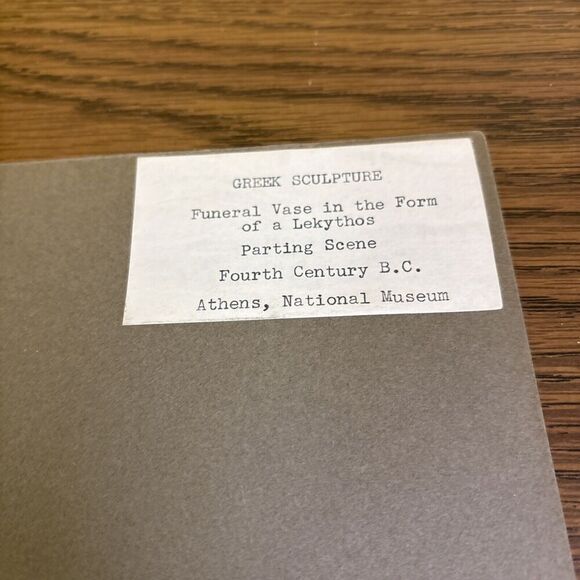 GREEK SCULPTURE
Funeral Vase in the Form
of a Lekythos
Parting Scene
Fourth Century B.C.
Athens, National Museum